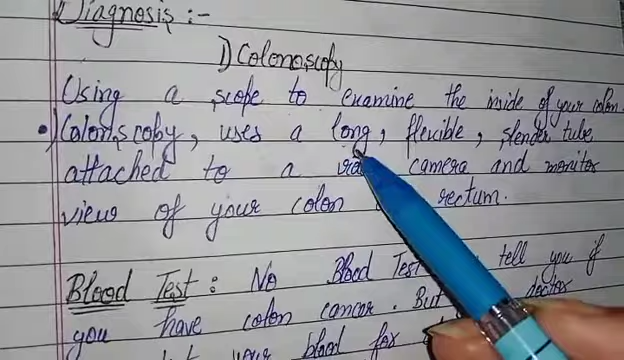 Diagnosis :-
1) Colonoscopy
Using a scope to examine the inside of your colon.
•) Colonoscopy, uses a long, flexible, slender tube
attached to a camera and monitor
view of your colon rectum.
Blood Test : No Blood Test tell you if
you have colon cancer. But doctor
your blood for